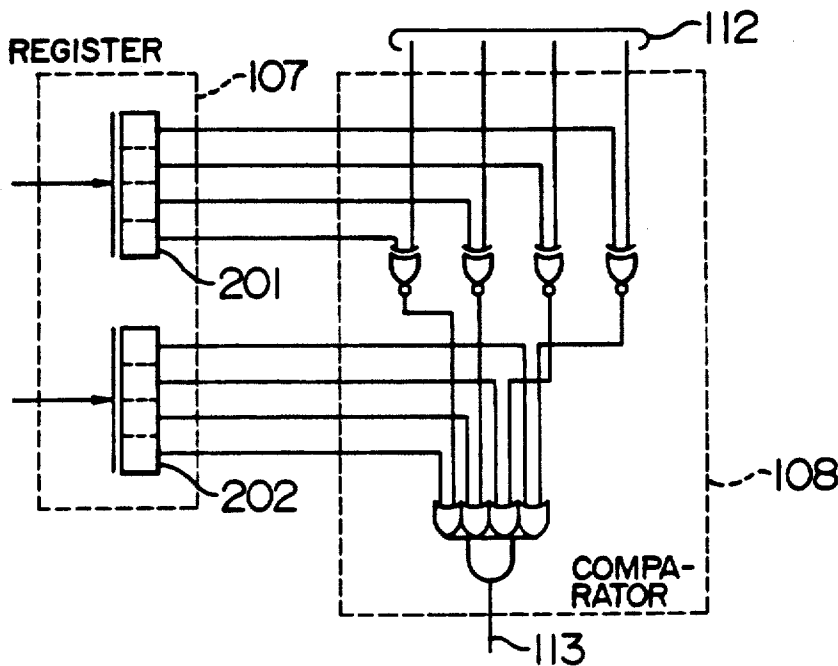 112
REGISTER
107
201
202
108
COMPA-
RATOR
113